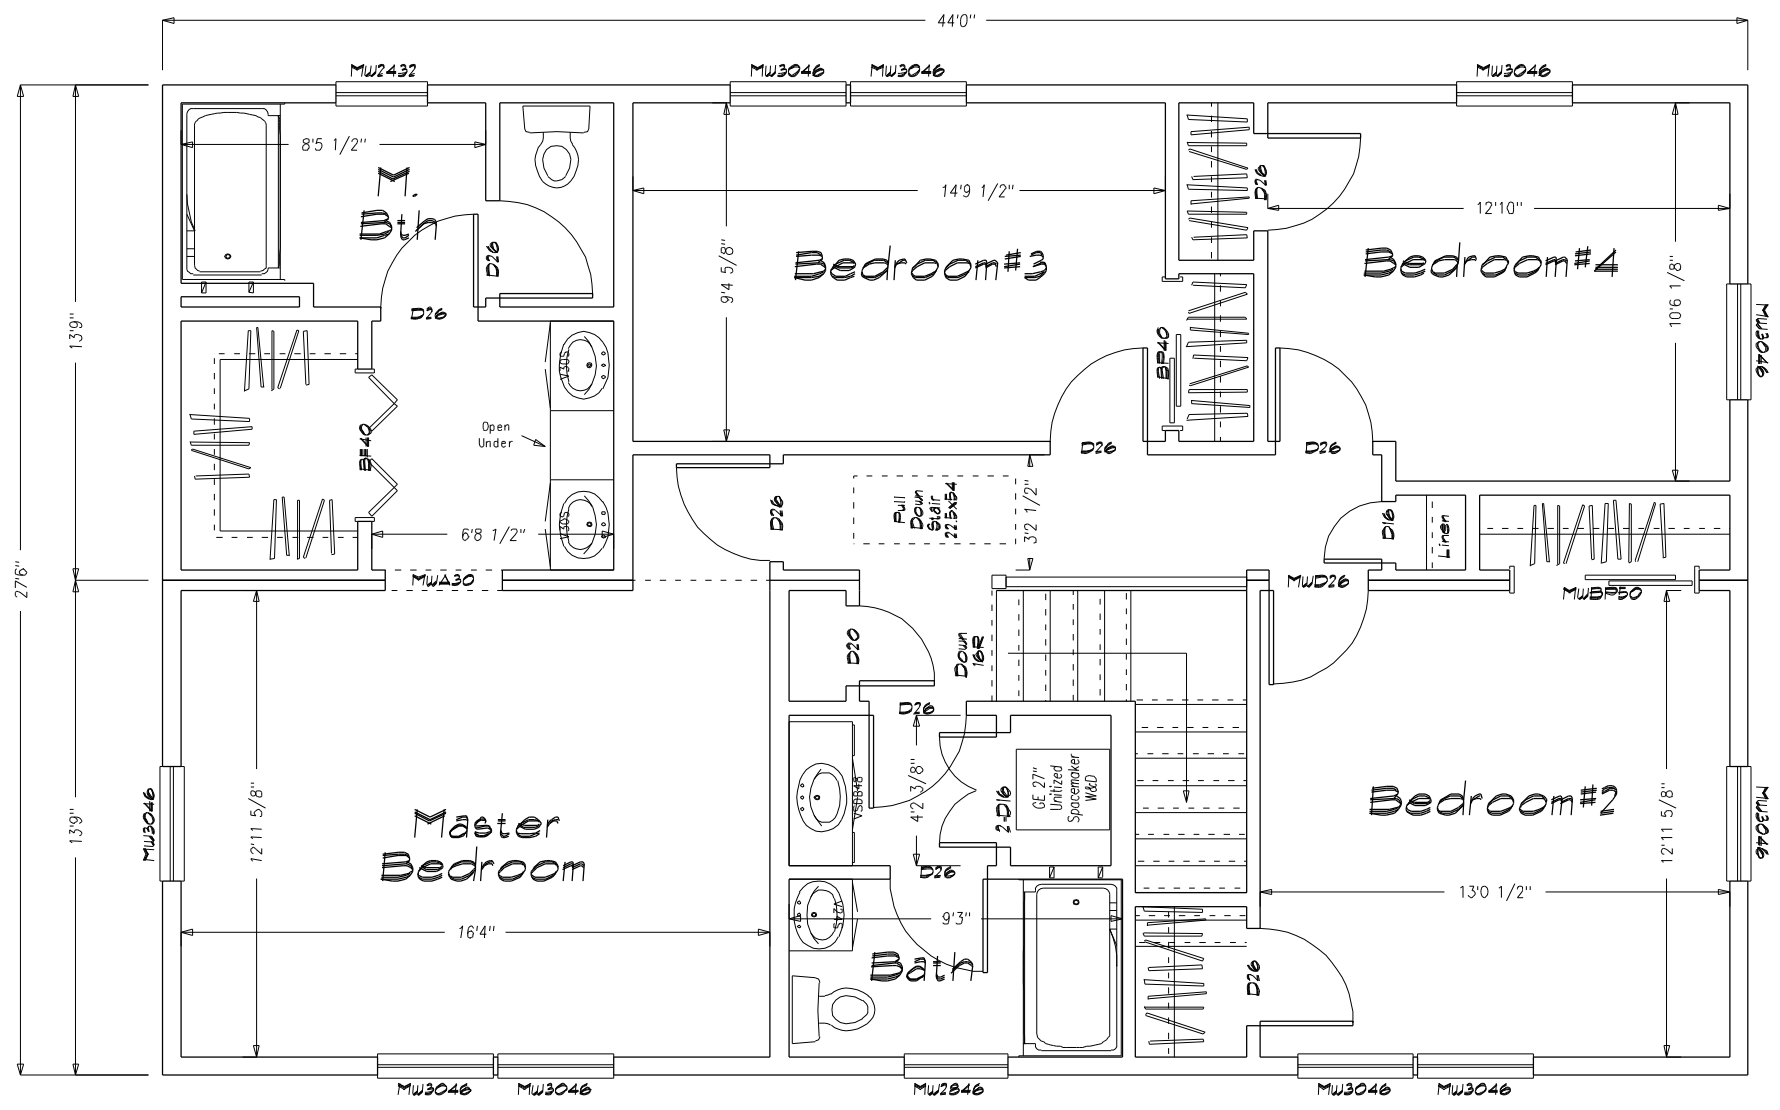 44'0"
MW2432
MW3046
MW3046
MW3046
8'5 1/2"
M.
Bth
D26
D26
14'9 1/2"
9'4 5/8"
Bedroom#3
D26
12'10"
Bedroom#4
10'6 1/8"
MW3046
13'9"
27'6"
BP40
V30S
Open
Under
BF40
V30S
6'8 1/2"
MWA30
D26
D26
D26
Pull
Down
Stair
22.5x54
3'2 1/2"
D16
Linen
MWD26
MWBP50
D20
Down
16R
D26
4'2 3/8"
VSDB48
2-D16
GE 27"
Unitized
Spacemaker
W&D
13'9"
MW3046
12'11 5/8"
Master
Bedroom
16'4"
Bedroom#2
12'11 5/8"
MW3046
13'0 1/2"
D26
V24S
9'3"
Bath
D26
MW3046
MW3046
MW2846
MW3046
MW3046